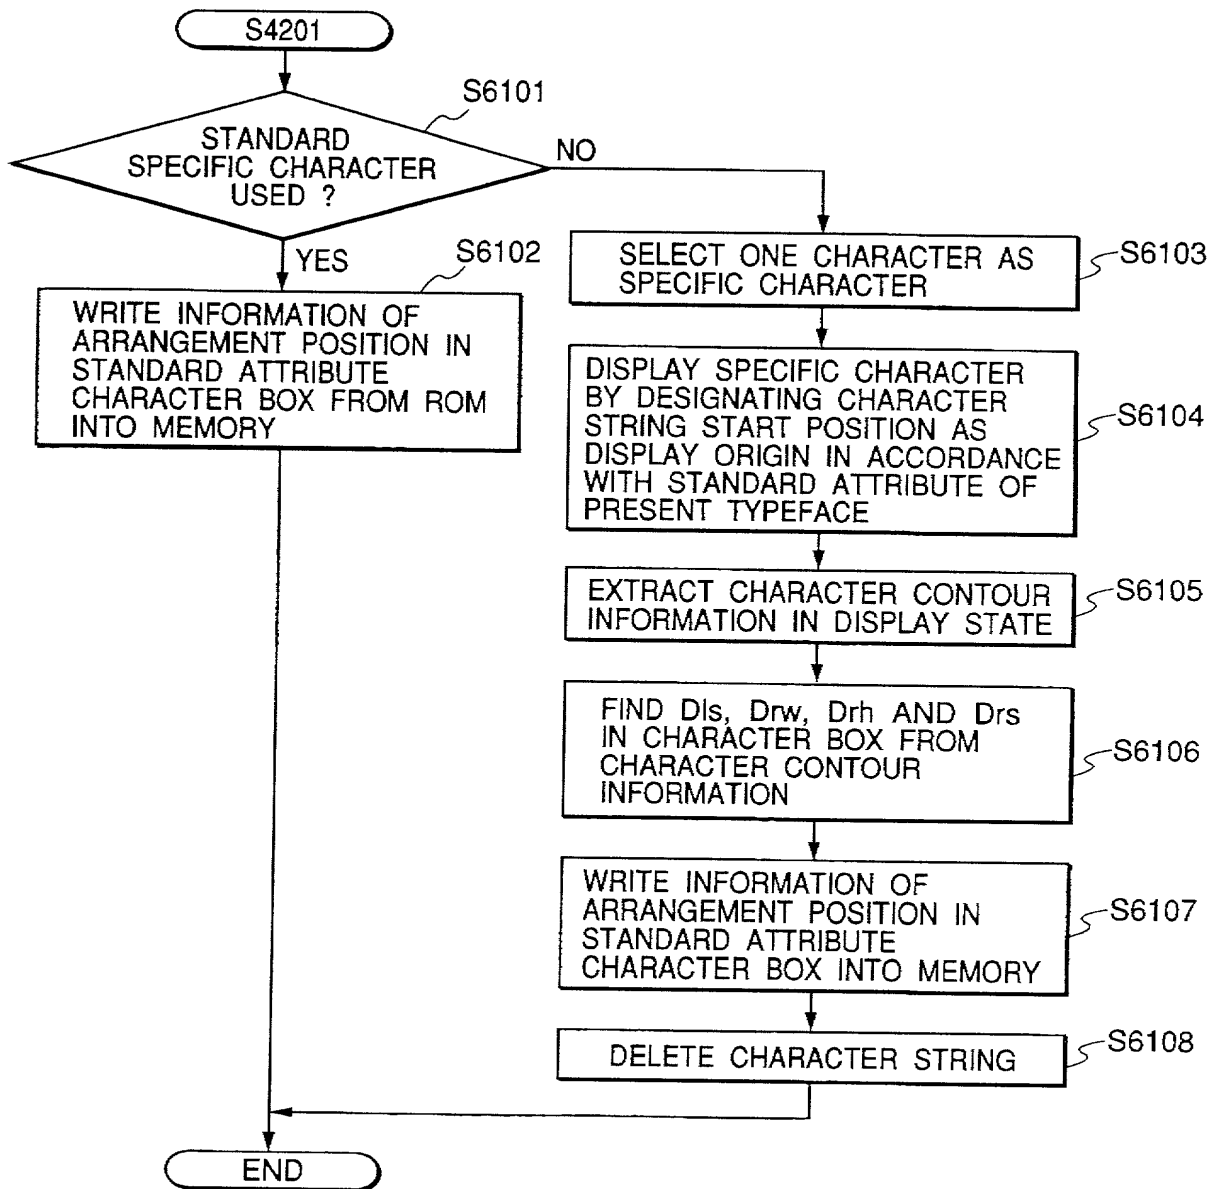 S4201
S6101
STANDARD
SPECIFIC CHARACTER
USED ?
NO
YES
S6102
WRITE INFORMATION OF
ARRANGEMENT POSITION IN
STANDARD ATTRIBUTE
CHARACTER BOX FROM ROM
INTO MEMORY
SELECT ONE CHARACTER AS
SPECIFIC CHARACTER
S6103
DISPLAY SPECIFIC CHARACTER
BY DESIGNATING CHARACTER
STRING START POSITION AS
DISPLAY ORIGIN IN ACCORDANCE
WITH STANDARD ATTRIBUTE OF
PRESENT TYPEFACE
S6104
EXTRACT CHARACTER CONTOUR
INFORMATION IN DISPLAY STATE
S6105
FIND Dls, Drw, Drh AND Drs
IN CHARACTER BOX FROM
CHARACTER CONTOUR
INFORMATION
S6106
WRITE INFORMATION OF
ARRANGEMENT POSITION IN
STANDARD ATTRIBUTE
CHARACTER BOX INTO MEMORY
S6107
DELETE CHARACTER STRING
S6108
END